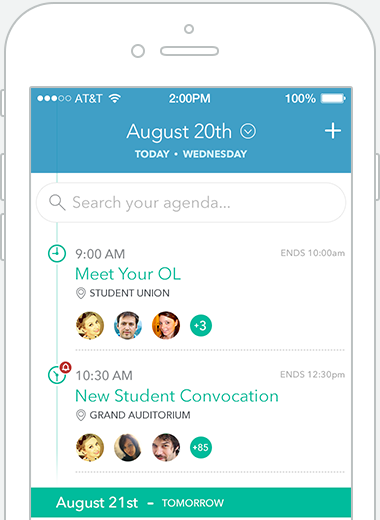 AT&T 2:00PM 100%
August 20th
+
TODAY • WEDNESDAY
Search your agenda...
9:00 AM ENDS 10:00am
Meet Your OL
STUDENT UNION
+3
10:30 AM ENDS 12:30pm
New Student Convocation
GRAND AUDITORIUM
+85
August 21st – TOMORROW